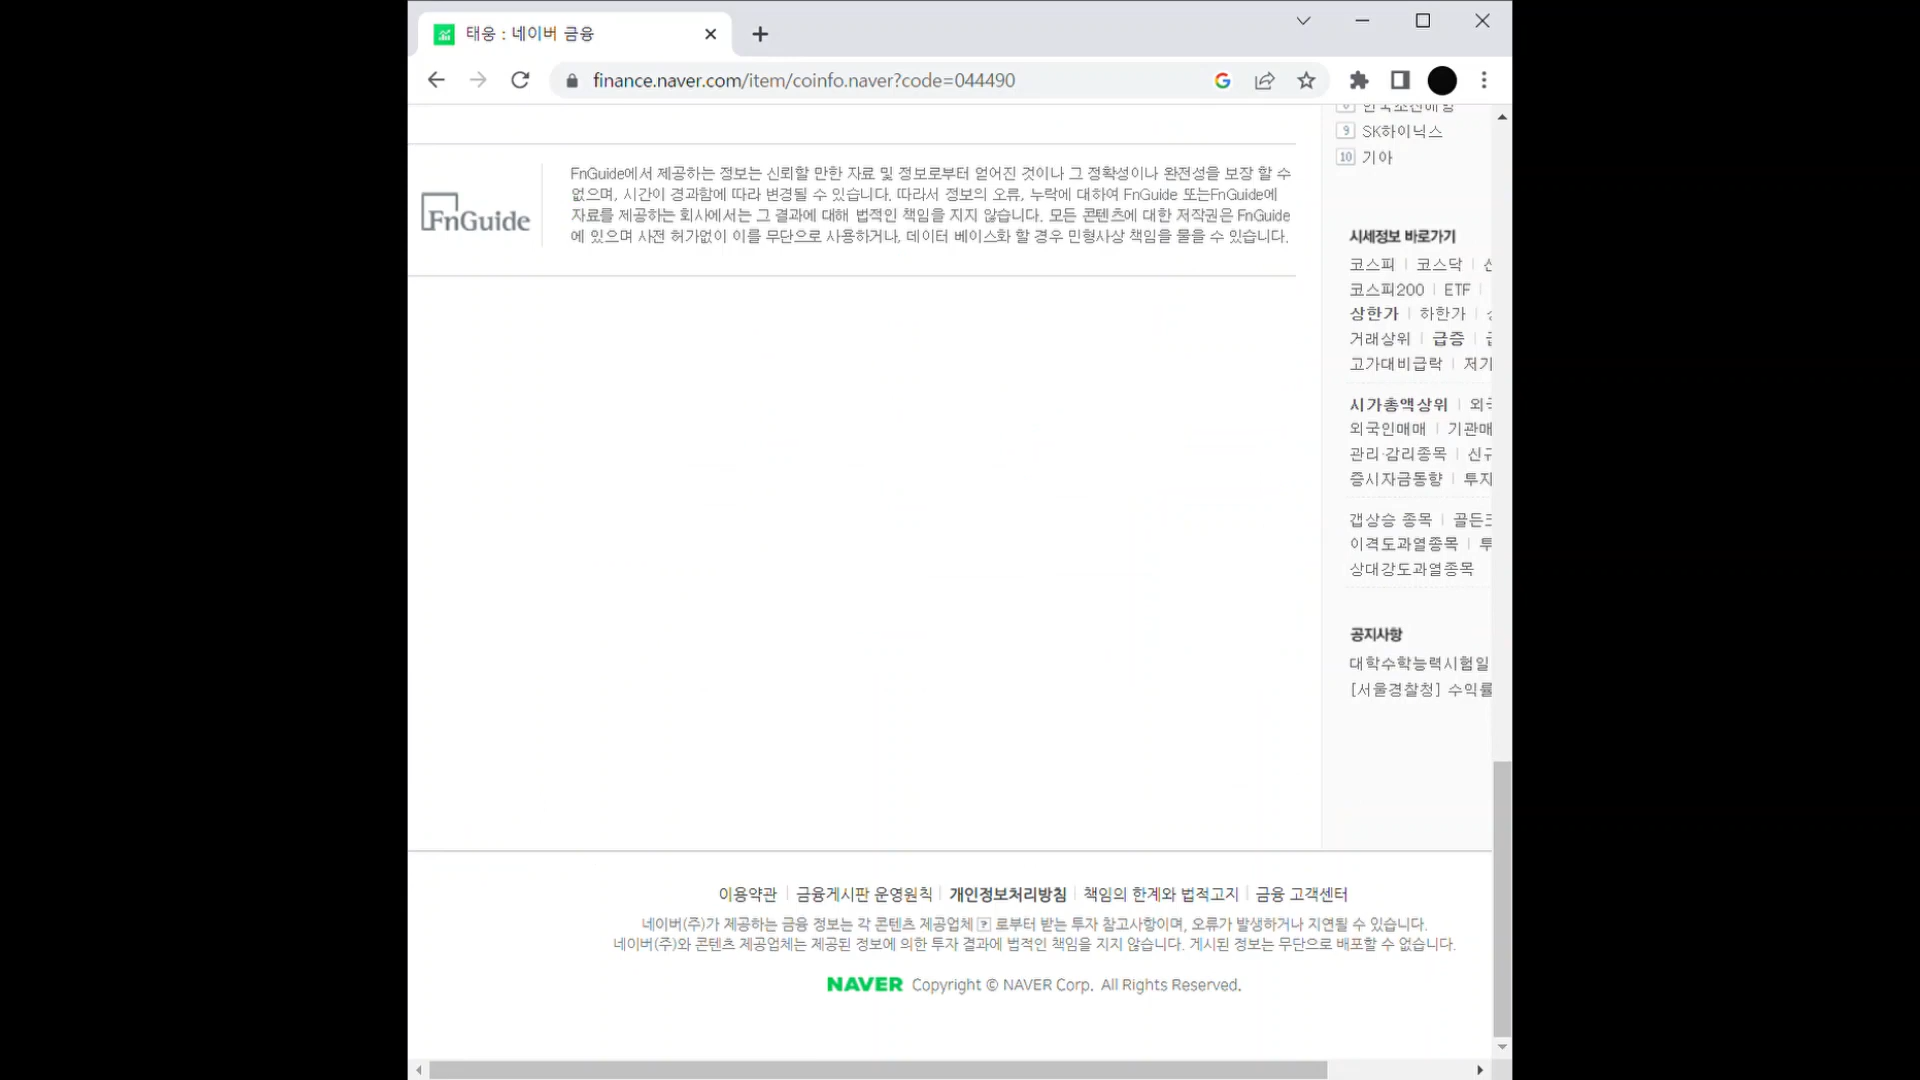 태웅 : 네이버 금융
finance.naver.com/item/coinfo.naver?code=044490
9 SK하이닉스
10 기아
FnGuide
FnGuide에서 제공하는 정보는 신뢰할 만한 자료 및 정보로부터 얻어진 것이나 그 정확성이나 완전성을 보장 할 수
없으며, 시간이 경과함에 따라 변경될 수 있습니다. 따라서 정보의 오류, 누락에 대하여 FnGuide 또는FnGuide에
자료를 제공하는 회사에서는 그 결과에 대해 법적인 책임을 지지 않습니다. 모든 콘텐츠에 대한 저작권은 FnGuide
에 있으며 사전 허가없이 이를 무단으로 사용하거나, 데이터 베이스화 할 경우 민형사상 책임을 물을 수 있습니다.
시세정보 바로가기
코스피 | 코스닥 |
코스피200 | ETF |
상한가 | 하한가 |
거래상위 | 급증 |
고가대비급락 | 저가
시가총액상위 |
외국인매매 | 기관매
관리·감리종목 | 신규
증시자금동향 | 투자
갭상승 종목 | 골든크
이격도과열종목 | 투
상대강도과열종목
공지사항
대학수학능력시험일
[서울경찰청] 수익률
이용약관 | 금융게시판 운영원칙 | 개인정보처리방침 | 책임의 한계와 법적고지 | 금융 고객센터
네이버(주)가 제공하는 금융 정보는 각 콘텐츠 제공업체 ? 로부터 받는 투자 참고사항이며, 오류가 발생하거나 지연될 수 있습니다.
네이버(주)와 콘텐츠 제공업체는 제공된 정보에 의한 투자 결과에 법적인 책임을 지지 않습니다. 게시된 정보는 무단으로 배포할 수 없습니다.
NAVER Copyright © NAVER Corp. All Rights Reserved.